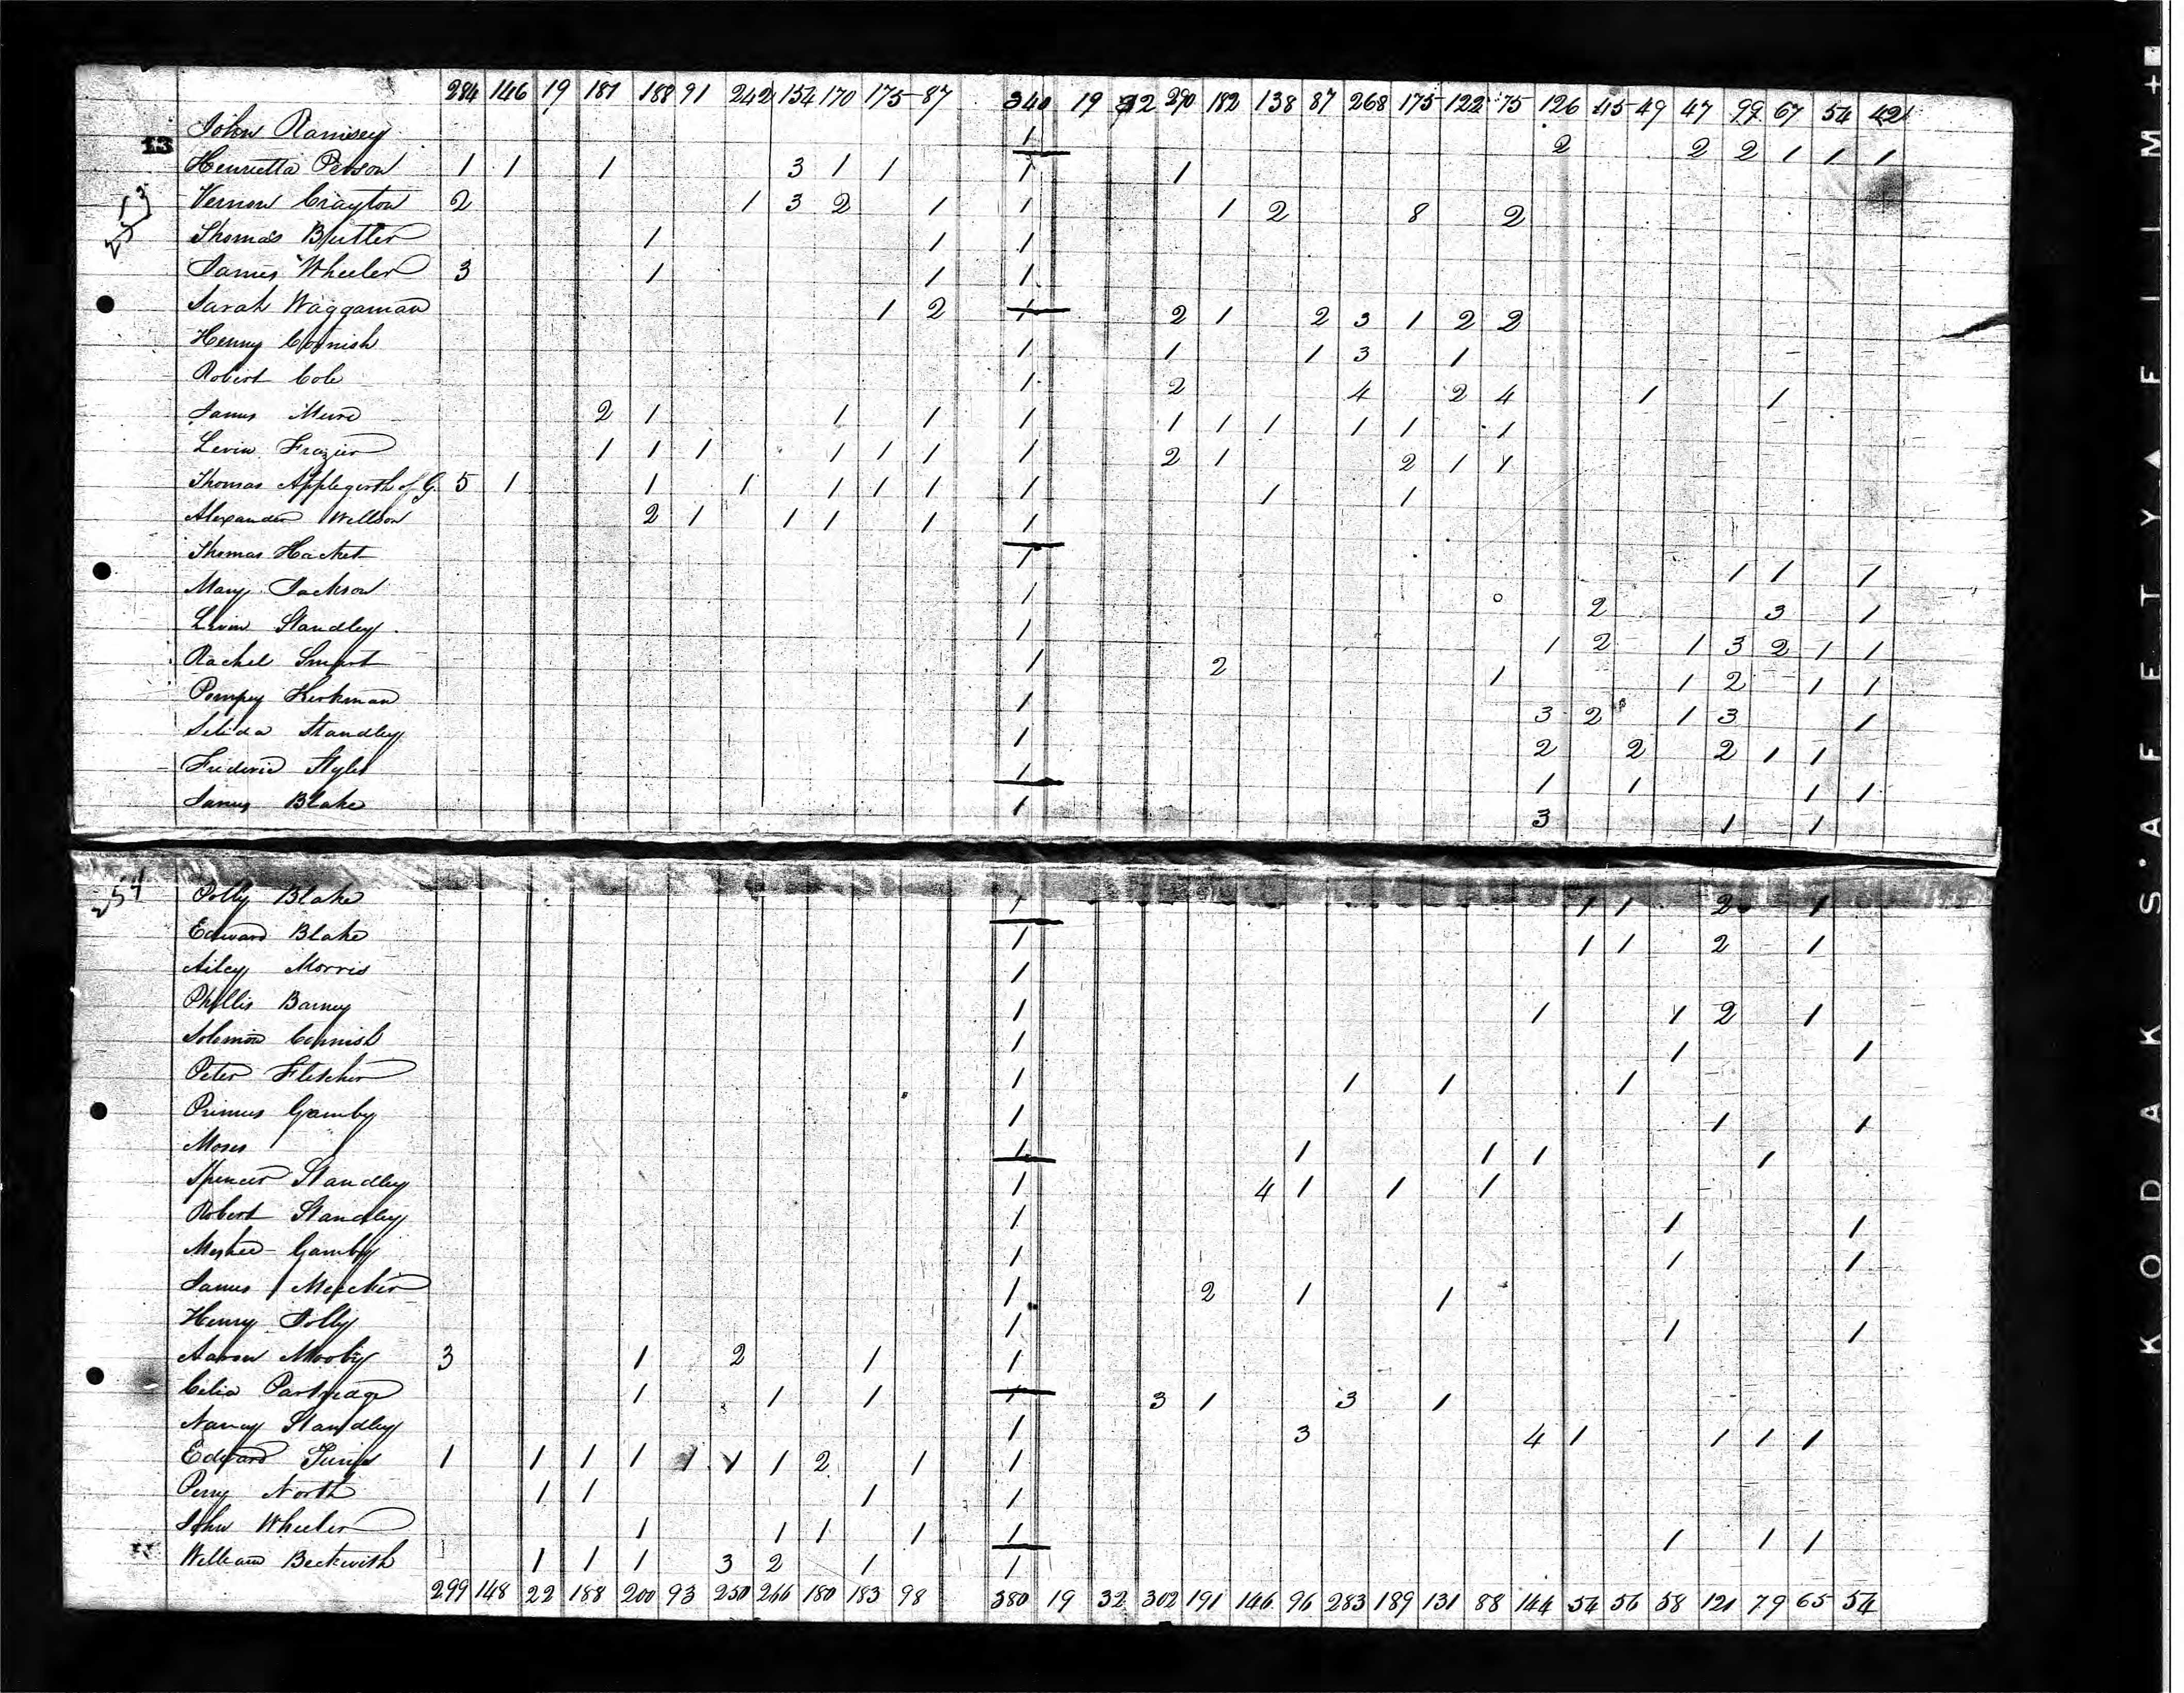 284 146 19 181 188 91 242 154 170 175 87 340 19 32 290 182 138 87 268 175 122 75 126 45 49 47 99 67 54 42
13 John Ramsey 1 2 2 2 1 1 1
Henrietta Person 1 1 1 3 1 1 1 1
253 Vernon Crayton 2 1 3 2 1 1 1 2 8 2
Thomas Butler 1 1 1
James Wheeler 3 1 1 1
Sarah Waggaman 1 2 1 2 1 2 3 1 2 2
Henny Cornish 1 1 1 3 1
Robert Cole 1 2 4 2 4 1 1
James 2 1 1 1 1 1 1 1 1 1 1
Levin Frazier 1 1 1 1 1 1 1 2 1 2 1 1
Thomas Applegarth of G. 5 1 1 1 1 1 1 1 1 1
Alexander Willson 2 1 1 1 1 1
Thomas Hacket 1 1 1 1
Mary Jackson 1 2 3 1
Levin Standley 1 1 2 1 3 2 1 1
Rachel Smart 1 2 1 1 2 1 1
Pompey Kirkman 1 3 2 1 3 1
Standley 1 2 2 2 1 1
Styles 1 1 1 1 1
James Blake 1 3 1 1
254 Polly Blake 1 1 1 2 1
Edward Blake 1 1 1 2 1
Ailey Morris 1
Phillis Barney 1 1 1 2 1
Solomon Cornish 1 1 1
Peter Fletcher 1 1 1 1
Primus Gamby 1 1 1
Moses 1 1 1 1 1
Spencer Standley 1 4 1 1 1
Robert Standley 1 1 1
Gamby 1 1 1
James 1 2 1 1
Henry Jolly 1 1 1
Aaron 3 1 2 1 1
Celia Partridge 1 1 1 1 3 1 3 1
Nancy Standley 1 3 4 1 1 1 1
Edward 1 1 1 1 1 1 1 2 1 1
Perry North 1 1 1 1
John Wheeler 1 1 1 1 1 1 1 1
William Beckwith 1 1 1 3 2 1 1
299 148 22 188 200 93 250 266 180 183 98 380 19 32 302 191 146 96 283 189 131 88 144 54 56 58 121 79 65 54
KODAK S'AFETY▲FILM+